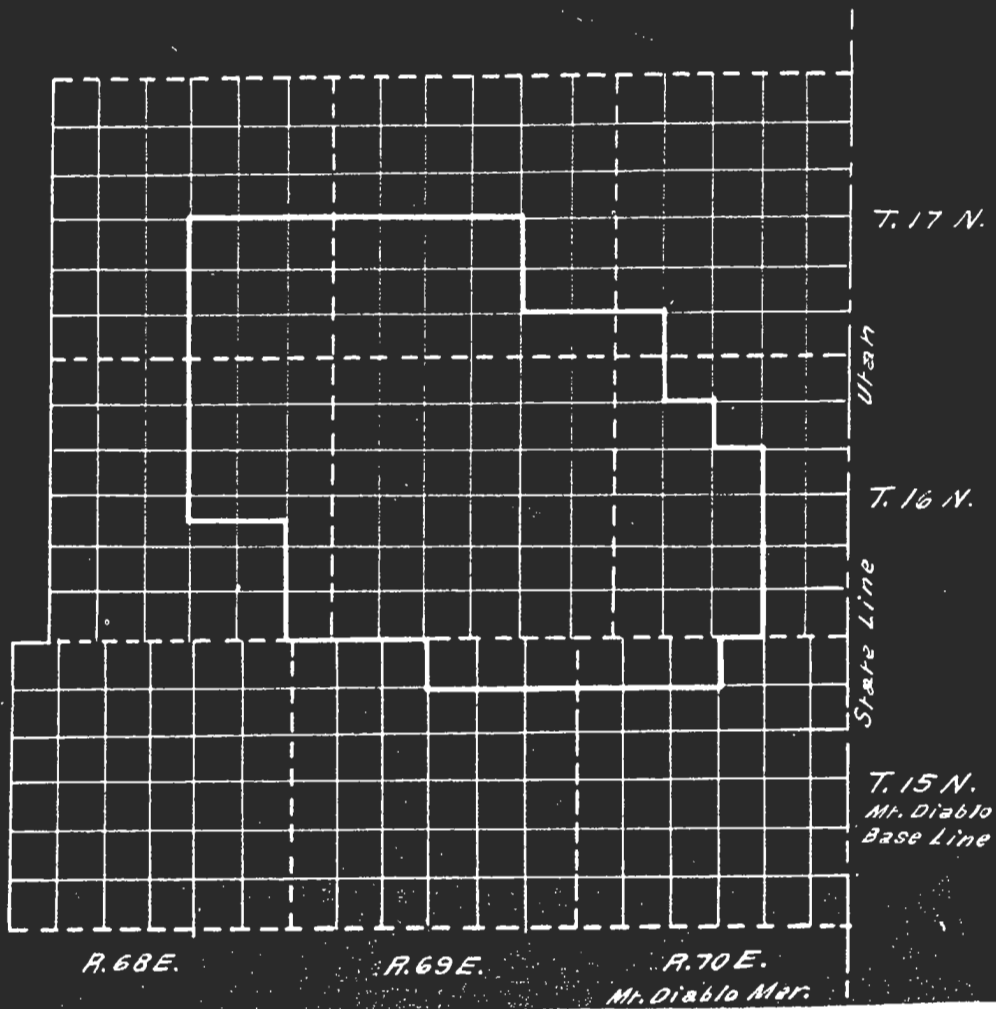 T. 17 N.
Utah
T. 16 N.
State Line
T. 15 N.
Mt. Diablo
Base Line
R. 68 E.
R. 69 E.
R. 70 E.
Mt. Diablo Mer.